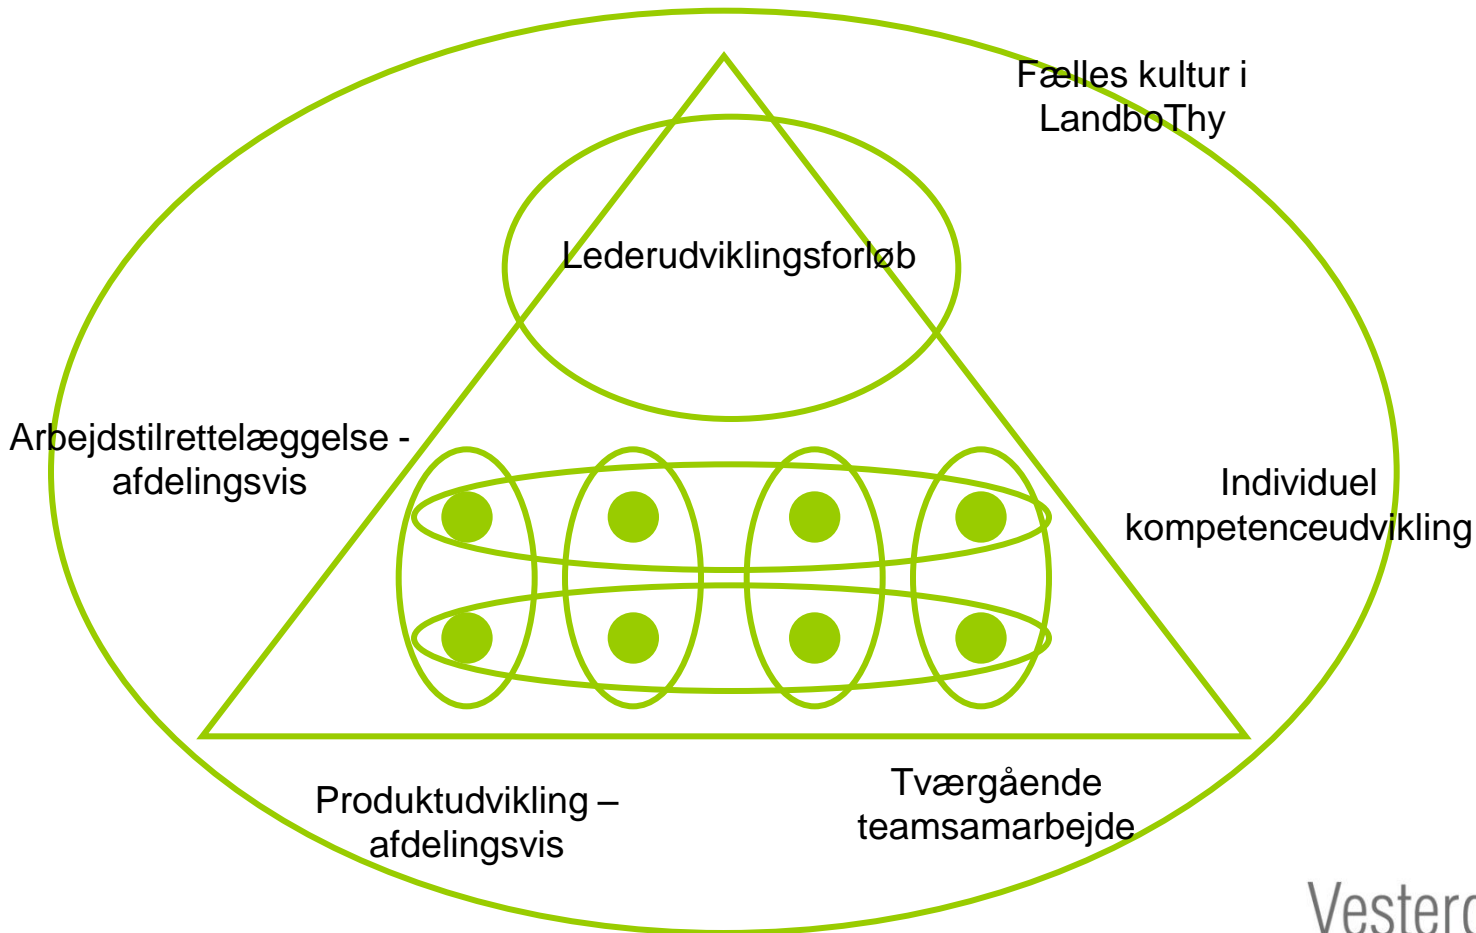 Fælles kultur i
LandboThy
Lederudviklingsforløb
Arbejdstilrettelæggelse -
afdelingsvis
Individuel
kompetenceudvikling
Produktudvikling –
afdelingsvis
Tværgående
teamsamarbejde